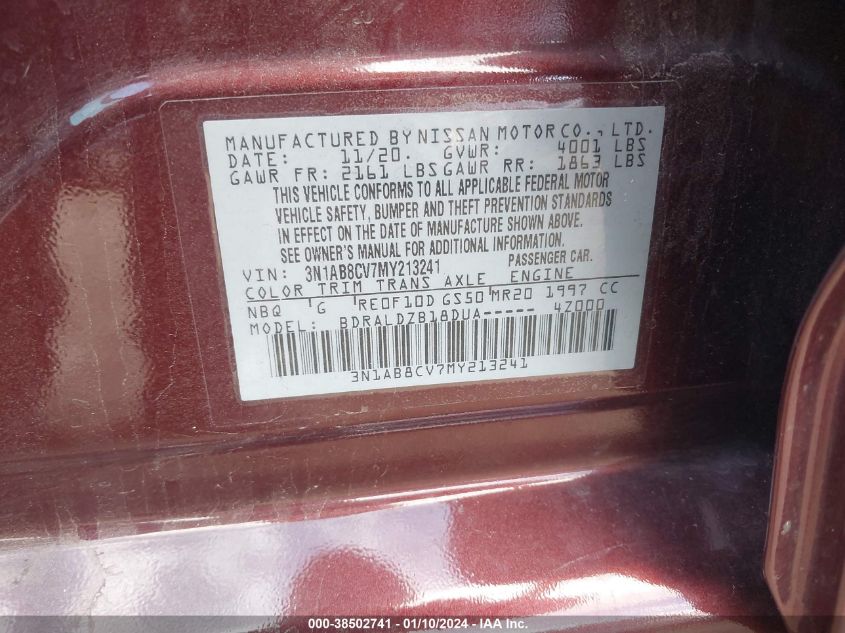 MANUFACTURED BY NISSAN MOTOR CO., LTD.
DATE: 11/20. GVWR: 4001 LBS
GAWR FR: 2161 LBS GAWR RR: 1863 LBS
THIS VEHICLE CONFORMS TO ALL APPLICABLE FEDERAL MOTOR
VEHICLE SAFETY, BUMPER AND THEFT PREVENTION STANDARDS
IN EFFECT ON THE DATE OF MANUFACTURE SHOWN ABOVE.
SEE OWNER'S MANUAL FOR ADDITIONAL INFORMATION.
VIN: 3N1AB8CV7MY213241 PASSENGER CAR.
COLOR TRIM TRANS AXLE ENGINE
NBQ 'G 'RE0F10D GS50'MR20 1997 CC
MODEL: BDRALDZB18DUA----- 4Z000
3N1AB8CV7MY213241
000-38502741 - 01/10/2024 - IAA Inc.